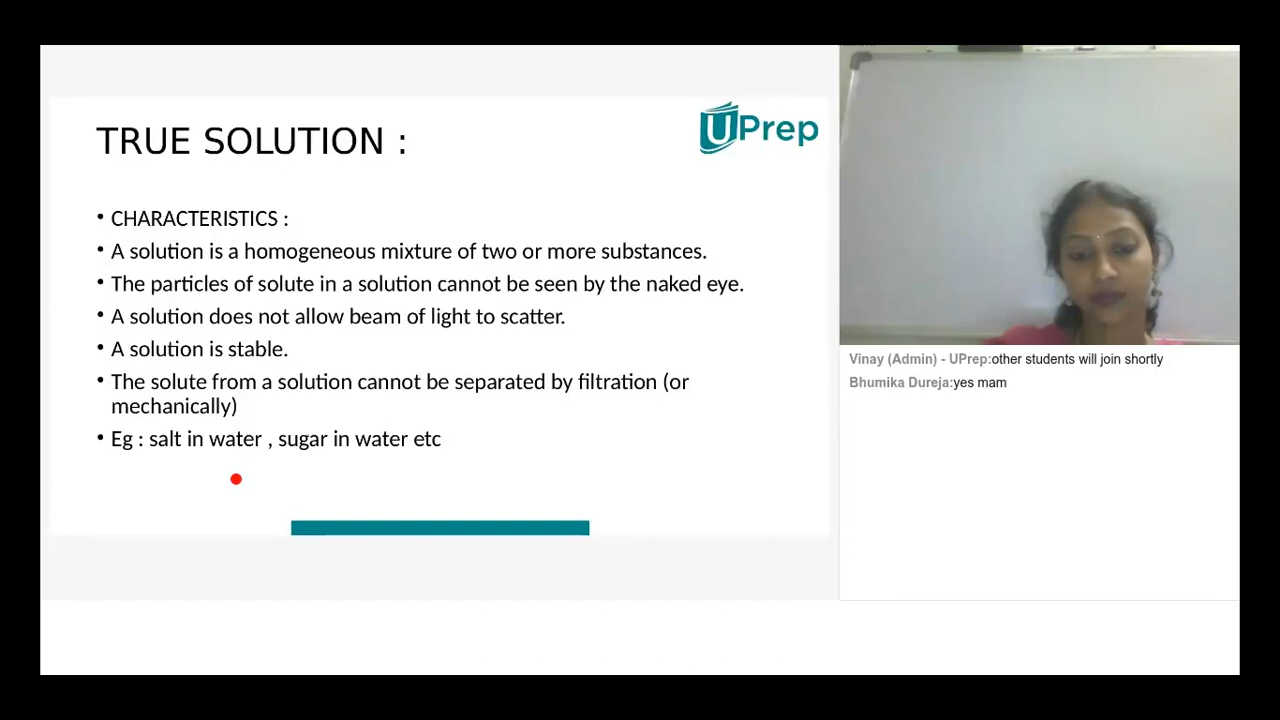 TRUE SOLUTION :
UPrep
• CHARACTERISTICS :
• A solution is a homogeneous mixture of two or more substances.
• The particles of solute in a solution cannot be seen by the naked eye.
• A solution does not allow beam of light to scatter.
• A solution is stable.
• The solute from a solution cannot be separated by filtration (or
mechanically)
• Eg : salt in water , sugar in water etc
Vinay (Admin) - UPrep:other students will join shortly
Bhumika Dureja:yes mam